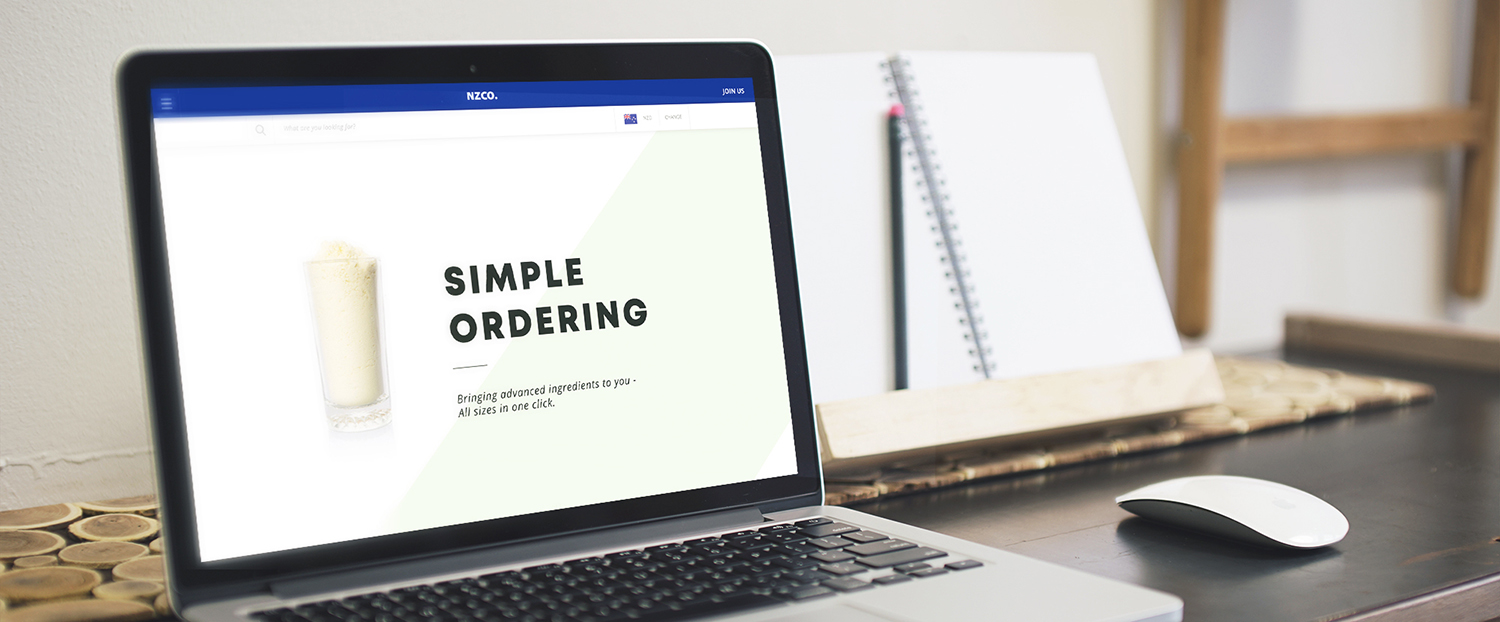 NZCO.
JOIN US
What are you looking for?
CHANGE
SIMPLE
ORDERING
Bringing advanced ingredients to you -
All sizes in one click.